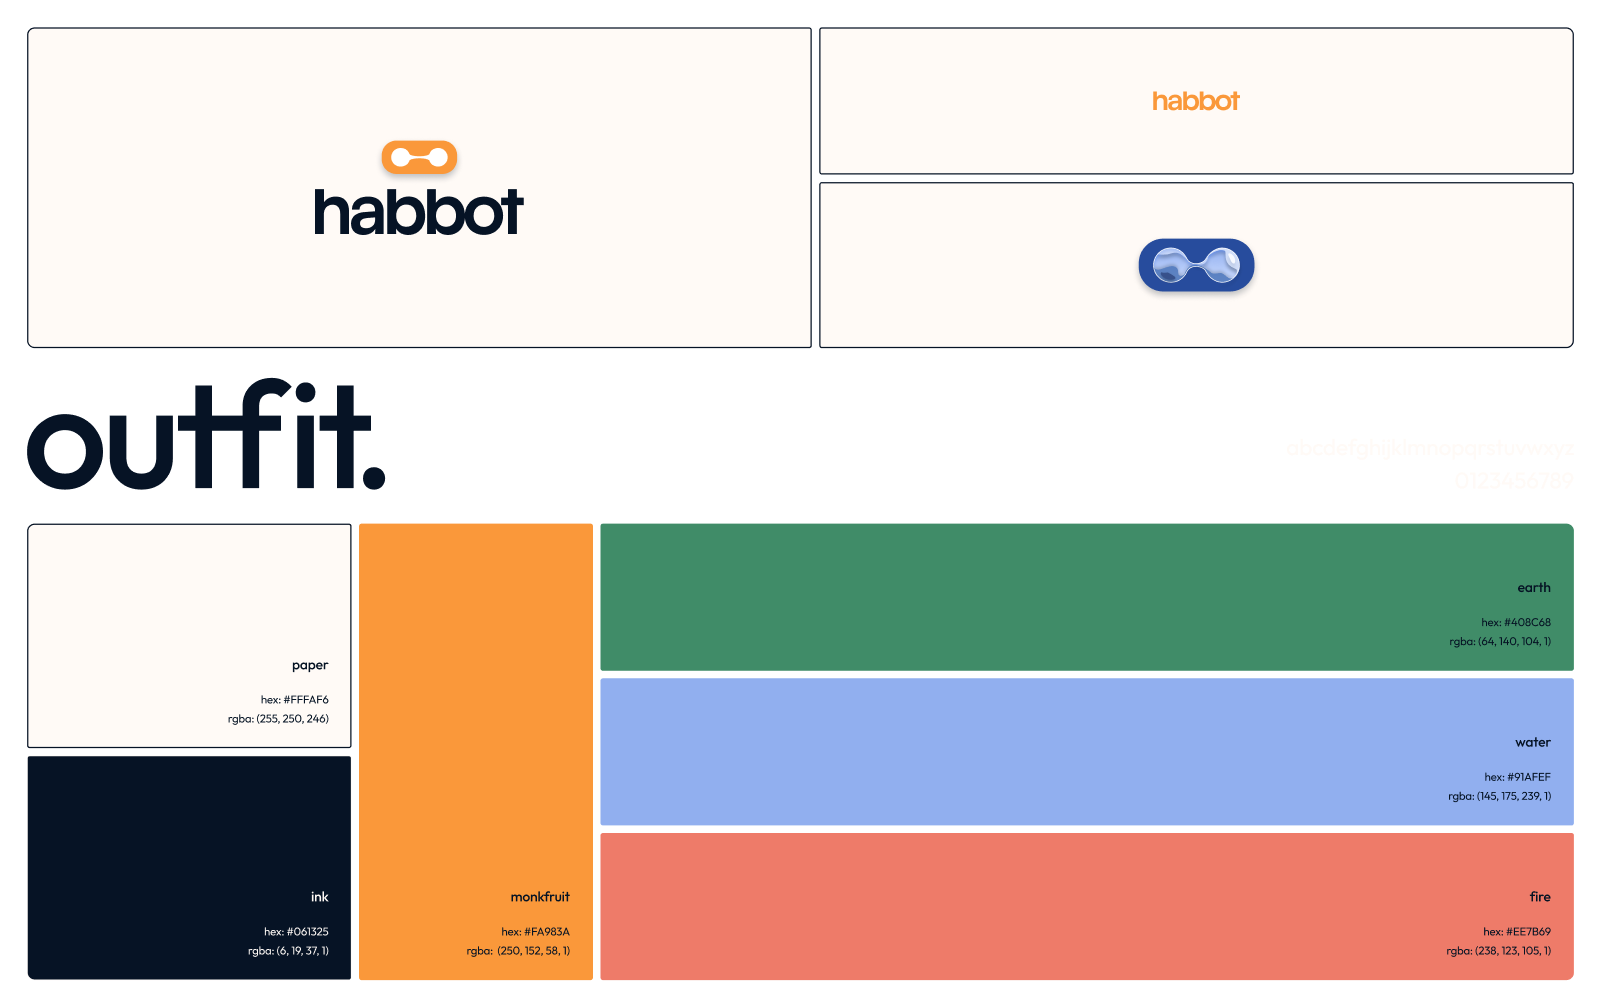 habbot
habbot
outfit.
abcdefghijklmnopqrstuvwxyz
0123456789
paper
hex: #FFFAF6
rgba: (255, 250, 246)
ink
hex: #061325
rgba: (6, 19, 37, 1)
monkfruit
hex: #FA983A
rgba: (250, 152, 58, 1)
earth
hex: #408C68
rgba: (64, 140, 104, 1)
water
hex: #91AFEF
rgba: (145, 175, 239, 1)
fire
hex: #EE7B69
rgba: (238, 123, 105, 1)